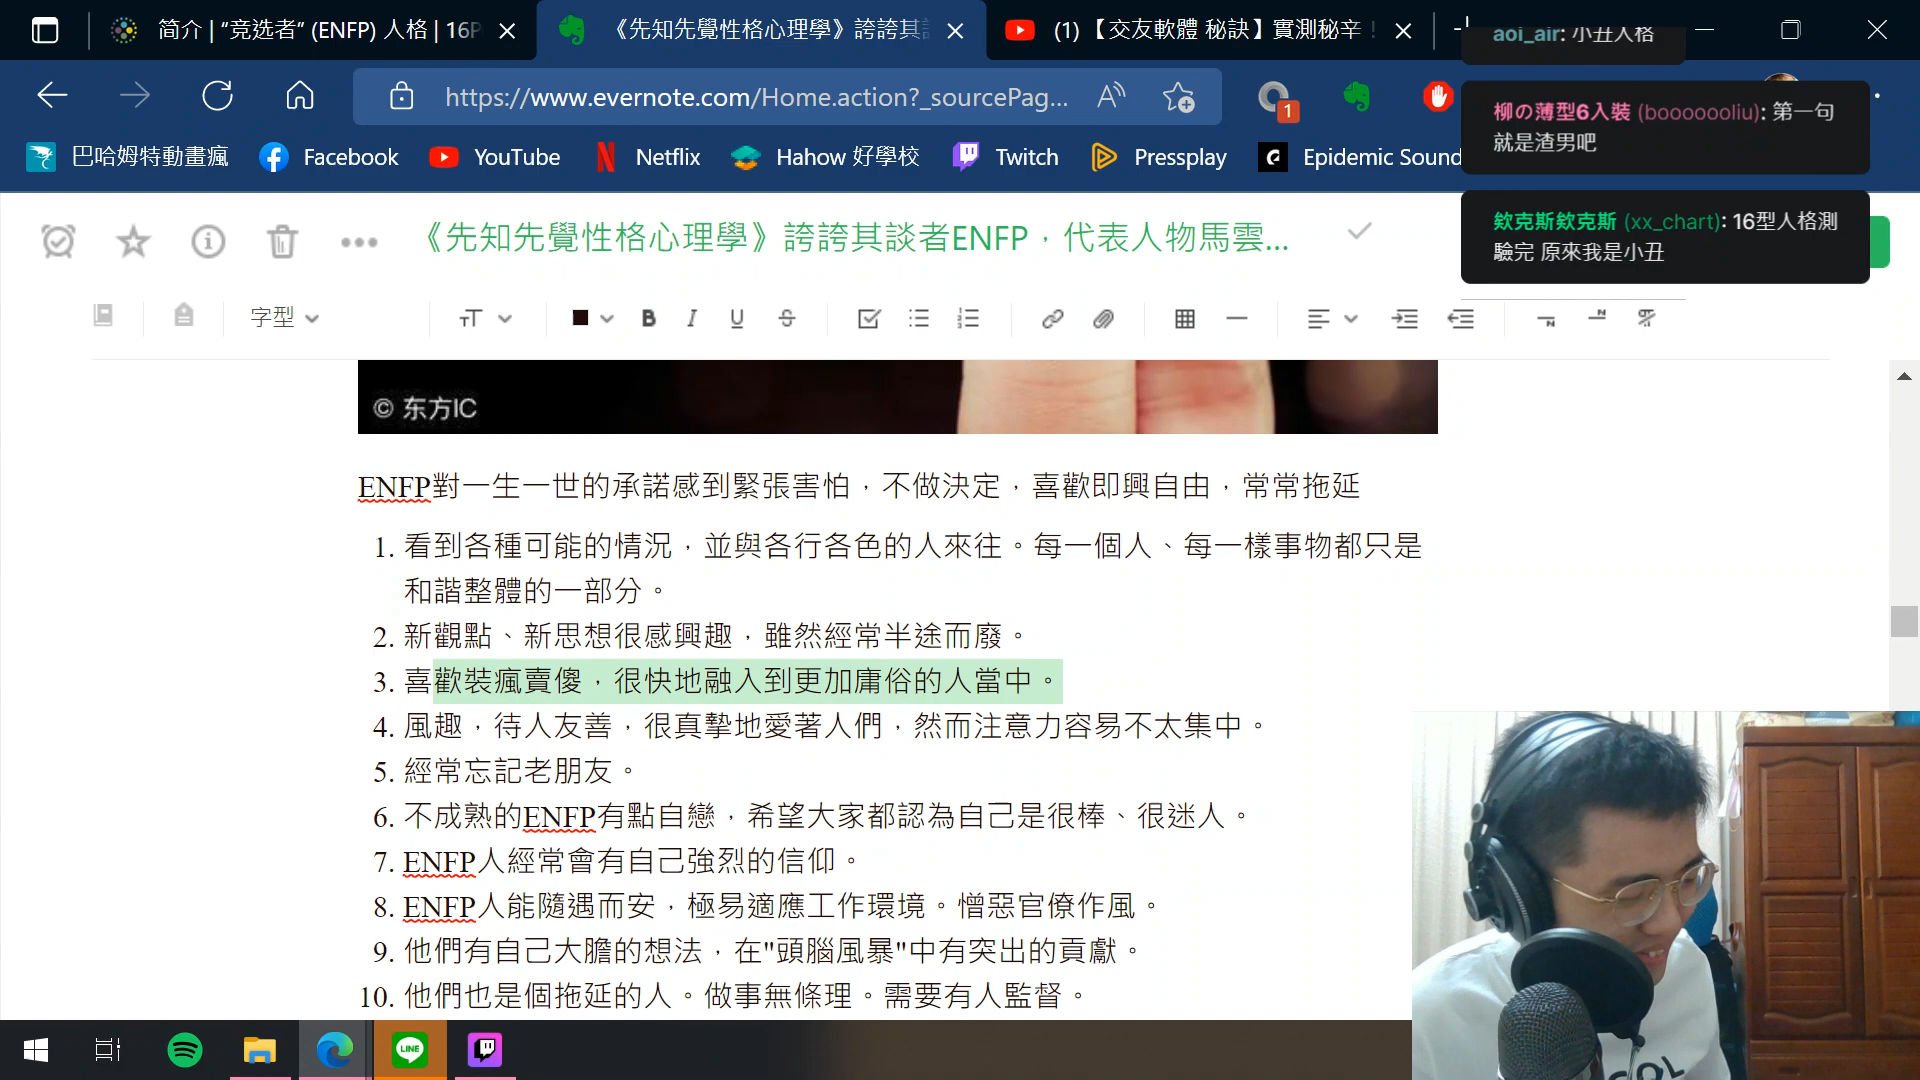 简介 | “竞选者” (ENFP) 人格 | 16P
《先知先覺性格心理學》誇誇其談
(1) 【交友軟體 秘訣】實測秘辛！
aoi_air: 小丑人格
https://www.evernote.com/Home.action?_sourcePag...
1
柳の薄型6入裝 (booooooliu): 第一句
就是渣男吧
巴哈姆特動畫瘋
Facebook
YouTube
Netflix
Hahow 好學校
Twitch
Pressplay
Epidemic Sound
欸克斯欸克斯 (xx_chart): 16型人格測
驗完 原來我是小丑
《先知先覺性格心理學》誇誇其談者ENFP，代表人物馬雲...
字型
© 东方IC
ENFP對一生一世的承諾感到緊張害怕，不做決定，喜歡即興自由，常常拖延
1. 看到各種可能的情況，並與各行各色的人來往。每一個人、每一樣事物都只是
和諧整體的一部分。
2. 新觀點、新思想很感興趣，雖然經常半途而廢。
3. 喜歡裝瘋賣傻，很快地融入到更加庸俗的人當中。
4. 風趣，待人友善，很真摯地愛著人們，然而注意力容易不太集中。
5. 經常忘記老朋友。
6. 不成熟的ENFP有點自戀，希望大家都認為自己是很棒、很迷人。
7. ENFP人經常會有自己強烈的信仰。
8. ENFP人能隨遇而安，極易適應工作環境。憎惡官僚作風。
9. 他們有自己大膽的想法，在"頭腦風暴"中有突出的貢獻。
10. 他們也是個拖延的人。做事無條理。需要有人監督。
LINE